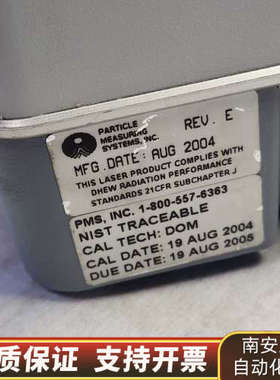 PARTICLE
MEASURING
SYSTEMS, INC.
REV. E
MFG.DATE: AUG 2004
THIS LASER PRODUCT COMPLIES WITH
DHEW RADIATION PERFORMANCE
STANDARDS 21CFR SUBCHAPTER J
PMS, INC. 1-800-557-6363
NIST TRACEABLE
CAL TECH: DOM
CAL DATE: 19 AUG 2004
DUE DATE: 19 AUG 2005
质保证 支持开票
南安
自动化